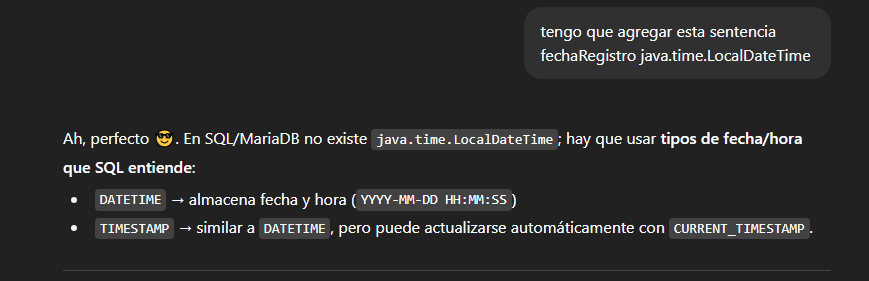 tengo que agregar esta sentencia
fechaRegistro java.time.LocalDateTime
Ah, perfecto 😎. En SQL/MariaDB no existe java.time.LocalDateTime; hay que usar tipos de fecha/hora
que SQL entiende:
• DATETIME → almacena fecha y hora (YYYY-MM-DD HH:MM:SS)
• TIMESTAMP → similar a DATETIME, pero puede actualizarse automáticamente con CURRENT_TIMESTAMP.